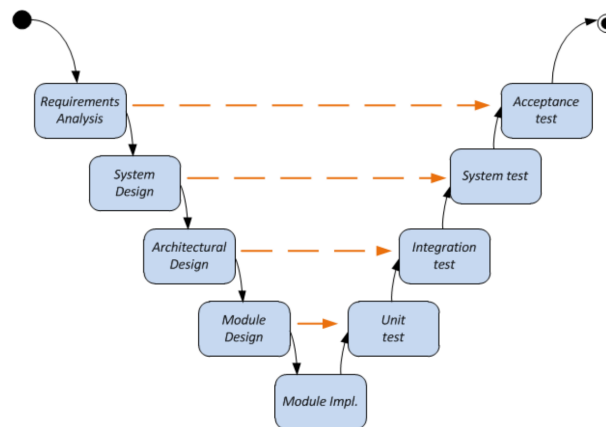 Requirements
Analysis
Acceptance
test
System
Design
System test
Architectural
Design
Integration
test
Module
Design
Unit
test
Module Impl.